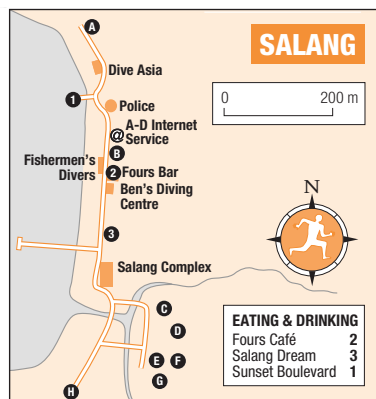 SALANG
0 200 m
A
Dive Asia
1
Police
@ A-D Internet
Service
B
Fishermen's
Divers
2 Fours Bar
Ben's Diving
Centre
N
3
Salang Complex
C
D
E F
G
H
EATING & DRINKING
Fours Café 2
Salang Dream 3
Sunset Boulevard 1